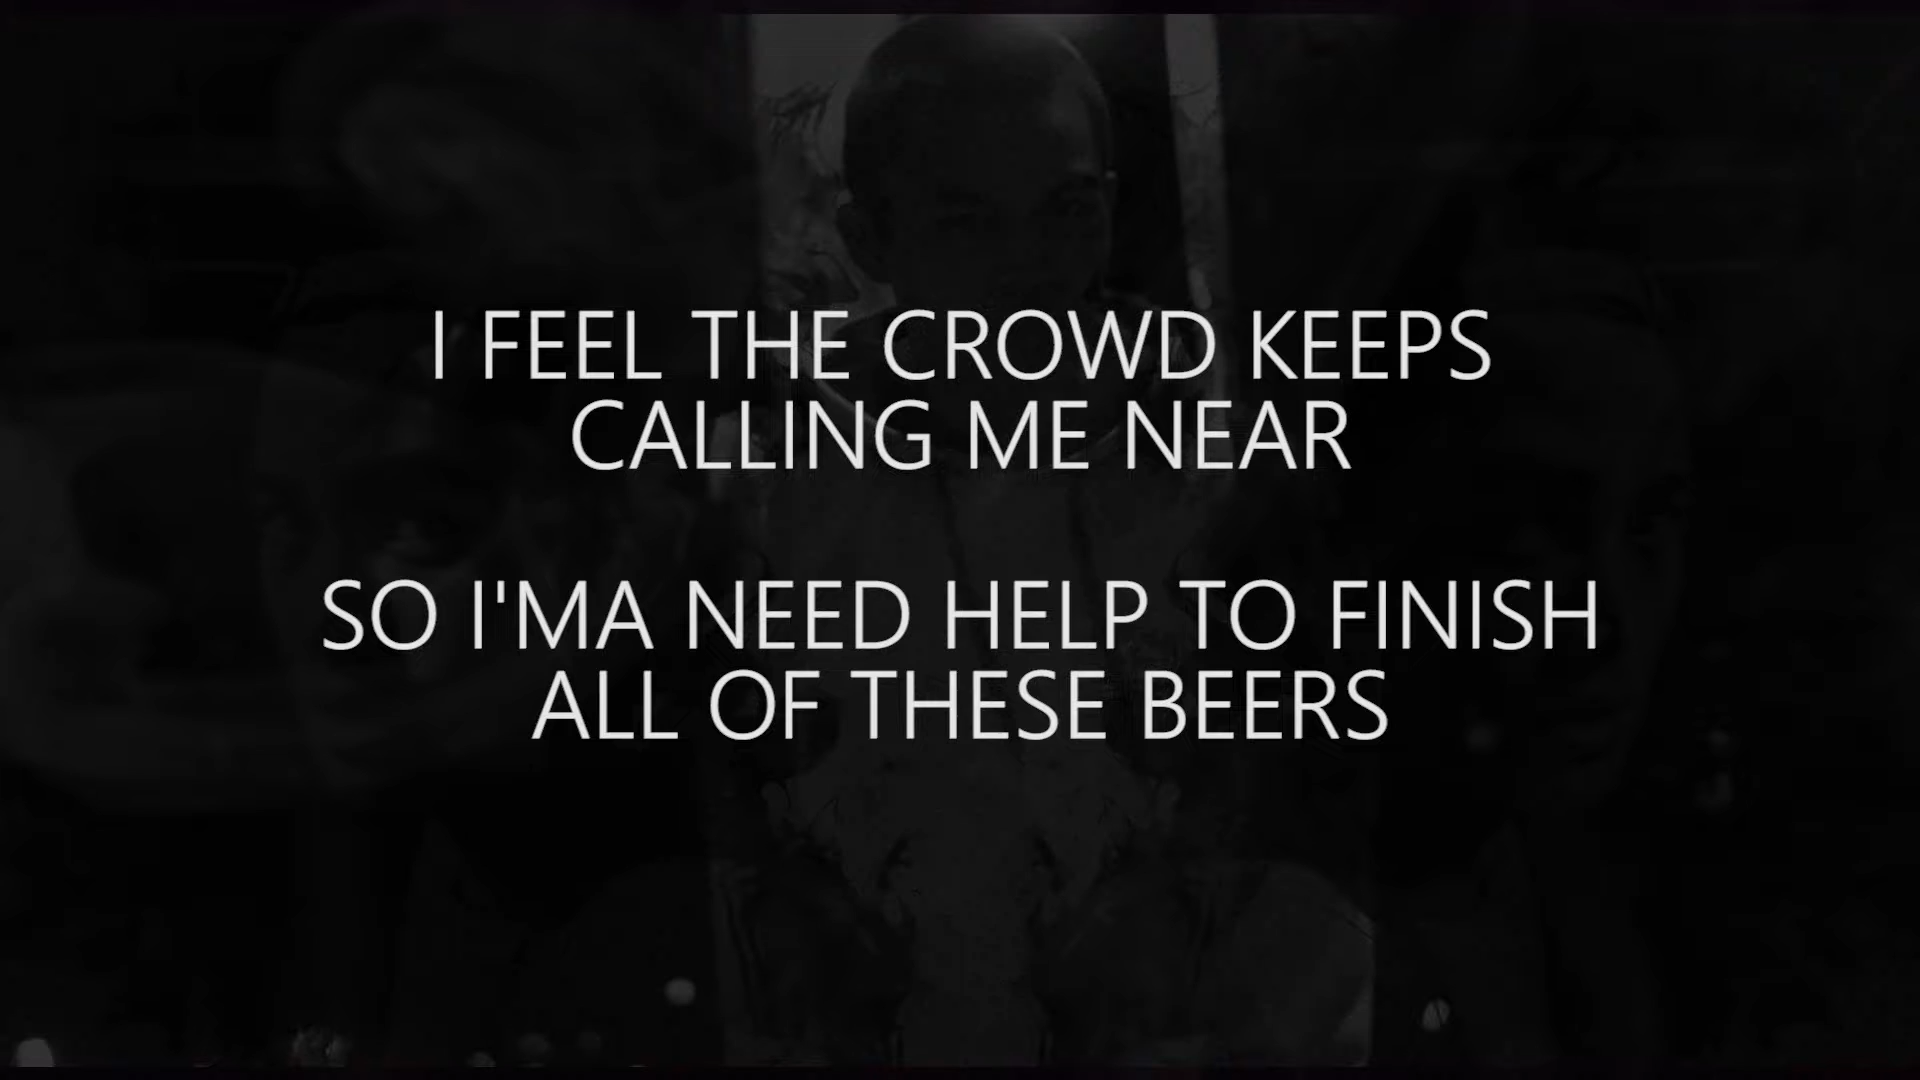 I FEEL THE CROWD KEEPS
CALLING ME NEAR
SO I'MA NEED HELP TO FINISH
ALL OF THESE BEERS